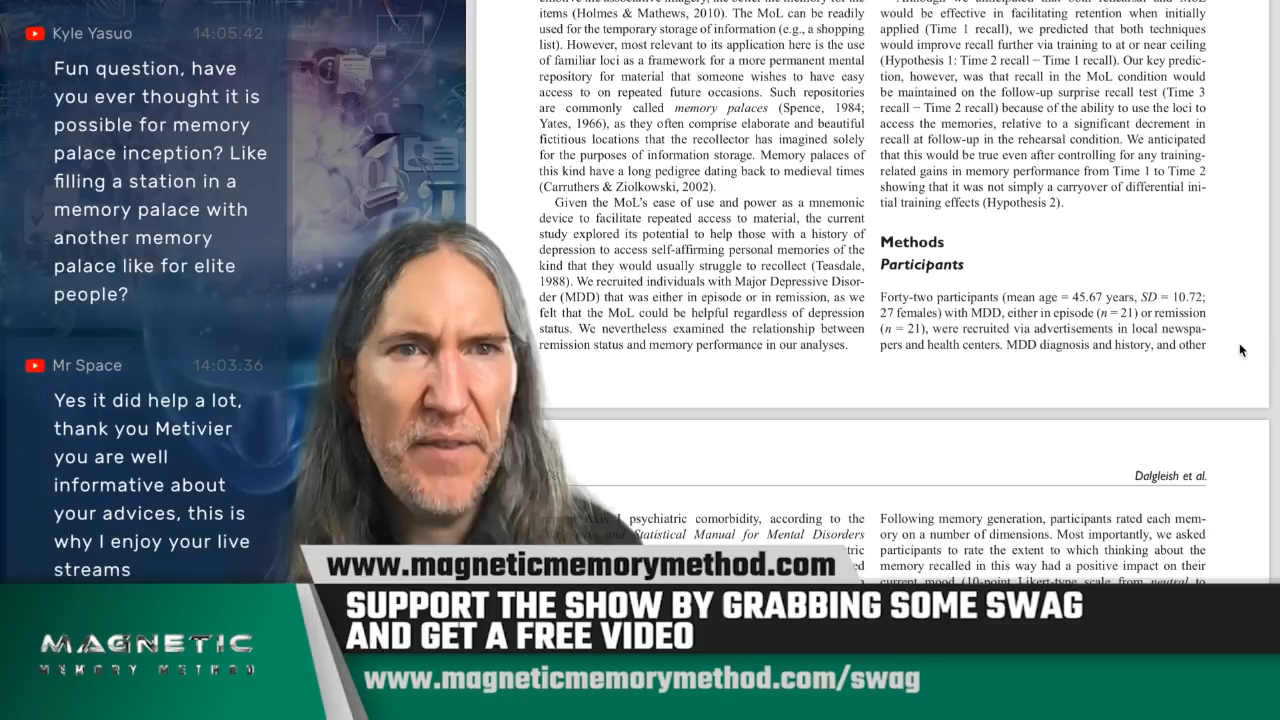 Kyle Yasuo 14:05:42
Fun question, have
you ever thought it is
possible for memory
palace inception? Like
filling a station in a
memory palace with
another memory
palace like for elite
people?
Mr Space 14:03:36
Yes it did help a lot,
thank you Metivier
you are well
informative about
your advices, this is
why I enjoy your live
streams
items (Holmes & Mathews, 2010). The MoL can be readily
used for the temporary storage of information (e.g., a shopping
list). However, most relevant to its application here is the use
of familiar loci as a framework for a more permanent mental
repository for material that someone wishes to have easy
access to on repeated future occasions. Such repositories
are commonly called memory palaces (Spence, 1984;
Yates, 1966), as they often comprise elaborate and beautiful
fictitious locations that the recollector has imagined solely
for the purposes of information storage. Memory palaces of
this kind have a long pedigree dating back to medieval times
(Carruthers & Ziolkowski, 2002).
Given the MoL's ease of use and power as a mnemonic
device to facilitate repeated access to material, the current
study explored its potential to help those with a history of
depression to access self-affirming personal memories of the
kind that they would usually struggle to recollect (Teasdale,
1988). We recruited individuals with Major Depressive Disor-
der (MDD) that was either in episode or in remission, as we
felt that the MoL could be helpful regardless of depression
status. We nevertheless examined the relationship between
remission status and memory performance in our analyses.
would be effective in facilitating retention when initially
applied (Time 1 recall), we predicted that both techniques
would improve recall further via training to at or near ceiling
(Hypothesis 1: Time 2 recall − Time 1 recall). Our key predic-
tion, however, was that recall in the MoL condition would
be maintained on the follow-up surprise recall test (Time 3
recall − Time 2 recall) because of the ability to use the loci to
access the memories, relative to a significant decrement in
recall at follow-up in the rehearsal condition. We anticipated
that this would be true even after controlling for any training-
related gains in memory performance from Time 1 to Time 2
showing that it was not simply a carryover of differential ini-
tial training effects (Hypothesis 2).
Methods
Participants
Forty-two participants (mean age = 45.67 years, SD = 10.72;
27 females) with MDD, either in episode (n = 21) or remission
(n = 21), were recruited via advertisements in local newspa-
pers and health centers. MDD diagnosis and history, and other
Dalgleish et al.
I psychiatric comorbidity, according to the
Statistical Manual for Mental Disorders
Following memory generation, participants rated each mem-
ory on a number of dimensions. Most importantly, we asked
participants to rate the extent to which thinking about the
memory recalled in this way had a positive impact on their
current mood (10-point Likert-type scale from neutral to
www.magneticmemorymethod.com
SUPPORT THE SHOW BY GRABBING SOME SWAG
AND GET A FREE VIDEO
www.magneticmemorymethod.com/swag
MAGNETIC
MEMORY METHOD